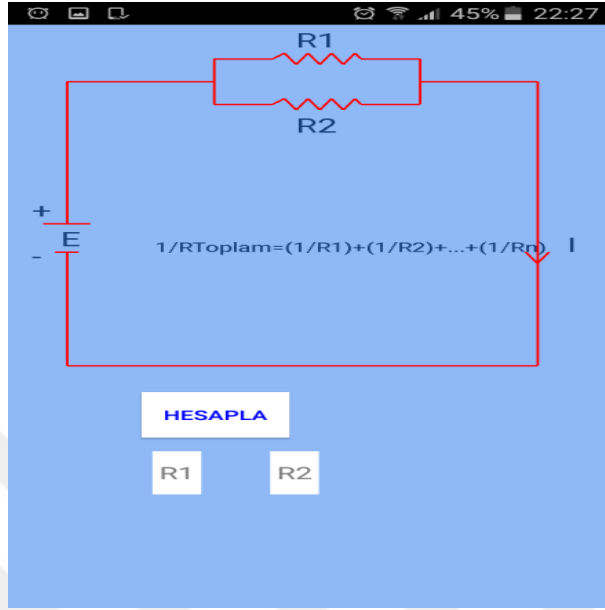 45% 22:27
R1
R2
+
E
-
1/RToplam=(1/R1)+(1/R2)+...+(1/Rn)
I
HESAPLA
R1 R2